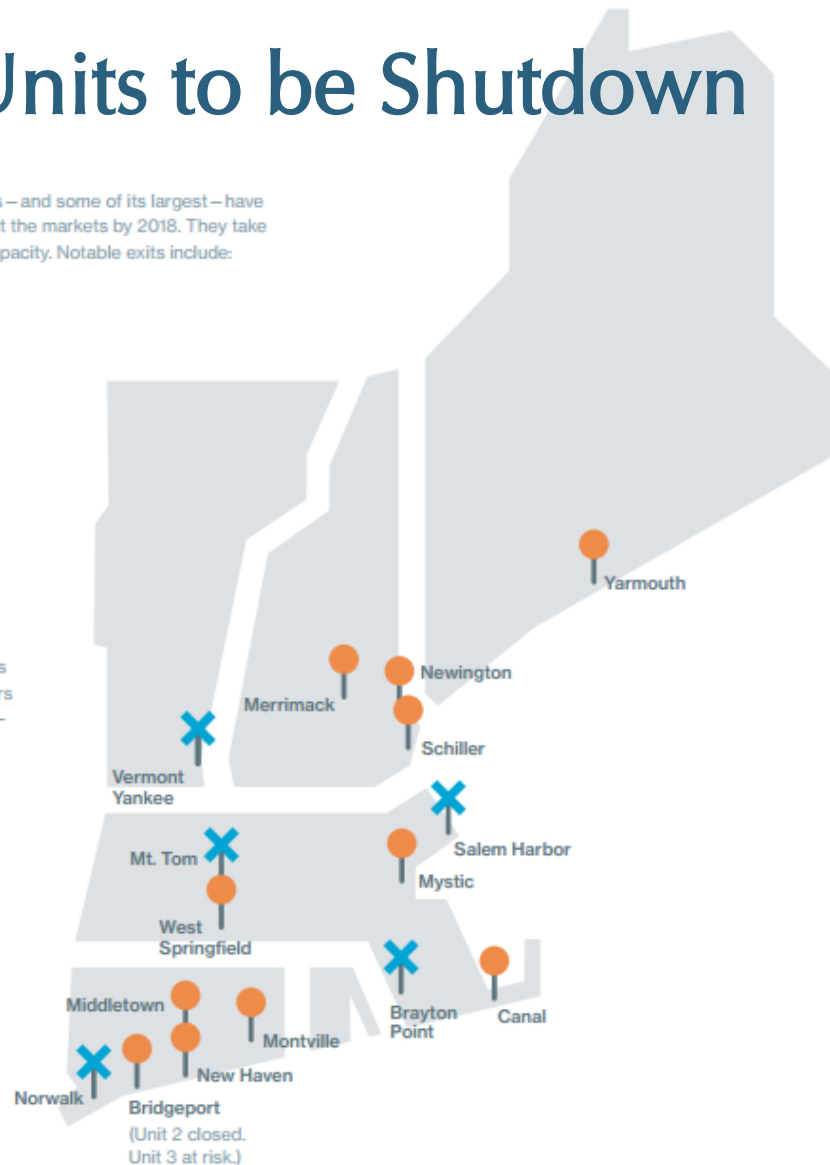 Units to be Shutdown
s – and some of its largest – have
t the markets by 2018. They take
pacity. Notable exits include:
Yarmouth
s
rs
–
Newington
Merrimack
Schiller
Vermont
Yankee
Salem Harbor
Mt. Tom
Mystic
West
Springfield
Middletown
Brayton
Point
Canal
Montville
New Haven
Norwalk
Bridgeport
(Unit 2 closed.
Unit 3 at risk.)